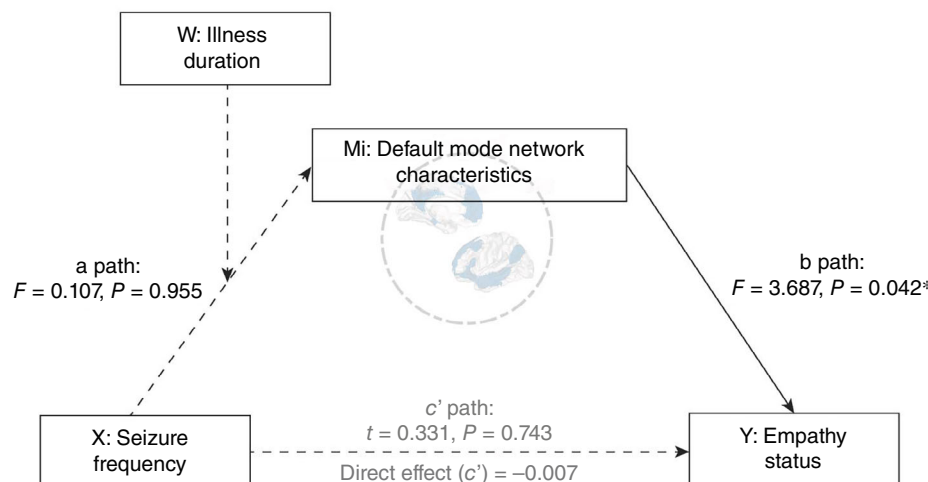 W: Illness
duration
Mi: Default mode network
characteristics
a path:
F = 0.107, P = 0.955
b path:
F = 3.687, P = 0.042*
c' path:
t = 0.331, P = 0.743
X: Seizure
frequency
Direct effect (c') = –0.007
Y: Empathy
status